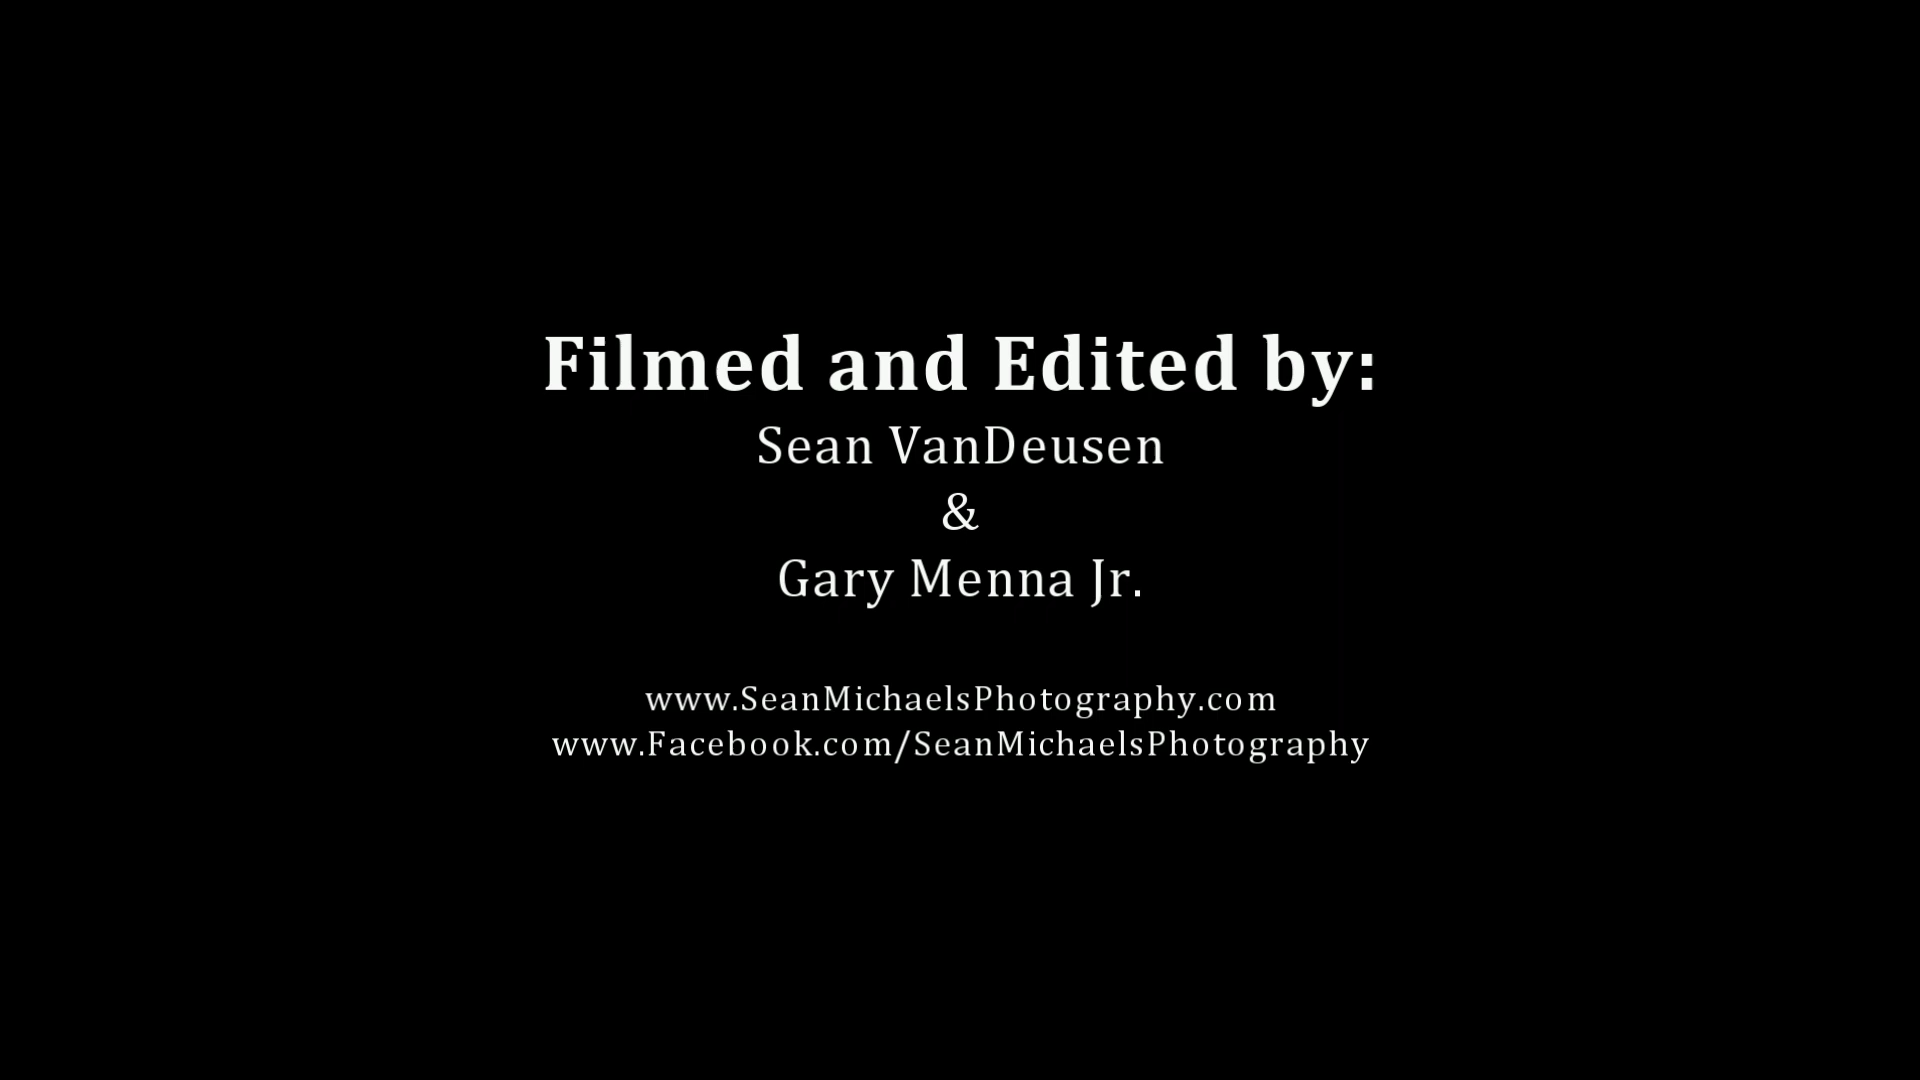 Filmed and Edited by:
Sean VanDeusen
&
Gary Menna Jr.
www.SeanMichaelsPhotography.com
www.Facebook.com/SeanMichaelsPhotography